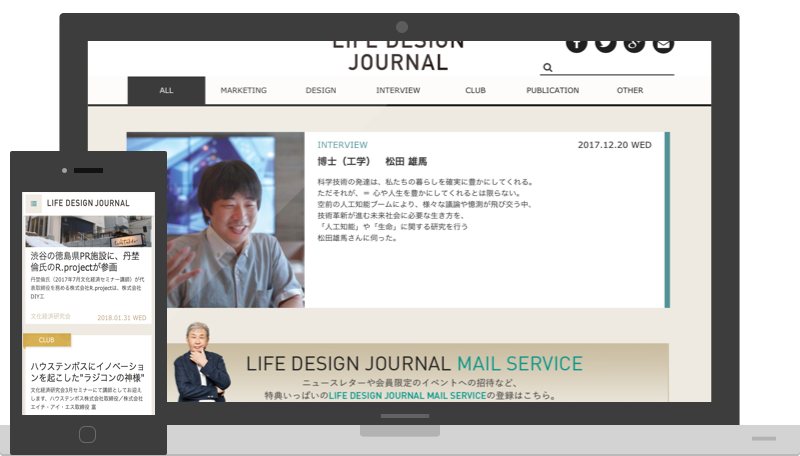 LIFE DESIGN
JOURNAL
ALL
MARKETING
DESIGN
INTERVIEW
CLUB
PUBLICATION
OTHER
INTERVIEW
2017.12.20 WED
博士（工学） 松田 雄馬
科学技術の発達は、私たちの暮らしを確実に豊かにしてくれる。
ただそれが、＝ 心や人生を豊かにしてくれるとは限らない。
空前の人工知能ブームにより、様々な議論や憶測が飛び交う中、
技術革新が進む未来社会に必要な生き方を、
「人工知能」や「生命」に関する研究を行う
松田雄馬さんに伺った。
LIFE DESIGN JOURNAL MAIL SERVICE
ニュースレターや会員限定のイベントへの招待など、
特典いっぱいのLIFE DESIGN JOURNAL MAIL SERVICEの登録はこちら。
LIFE DESIGN JOURNAL
渋谷の徳島県PR施設に、丹埜
倫氏のR.projectが参画
丹埜倫氏（2017年7月文化経済セミナー講師）が代
表取締役を務める株式会社R.projectは、株式会社
DIY工
文化経済研究会
2018.01.31 WED
CLUB
ハウステンボスにイノベーショ
ンを起こした"ラジコンの神様"
文化経済研究会3月セミナーにて講師としてお迎え
します、ハウステンボス株式会社取締役／株式会社
エイチ・アイ・エス取締役 富